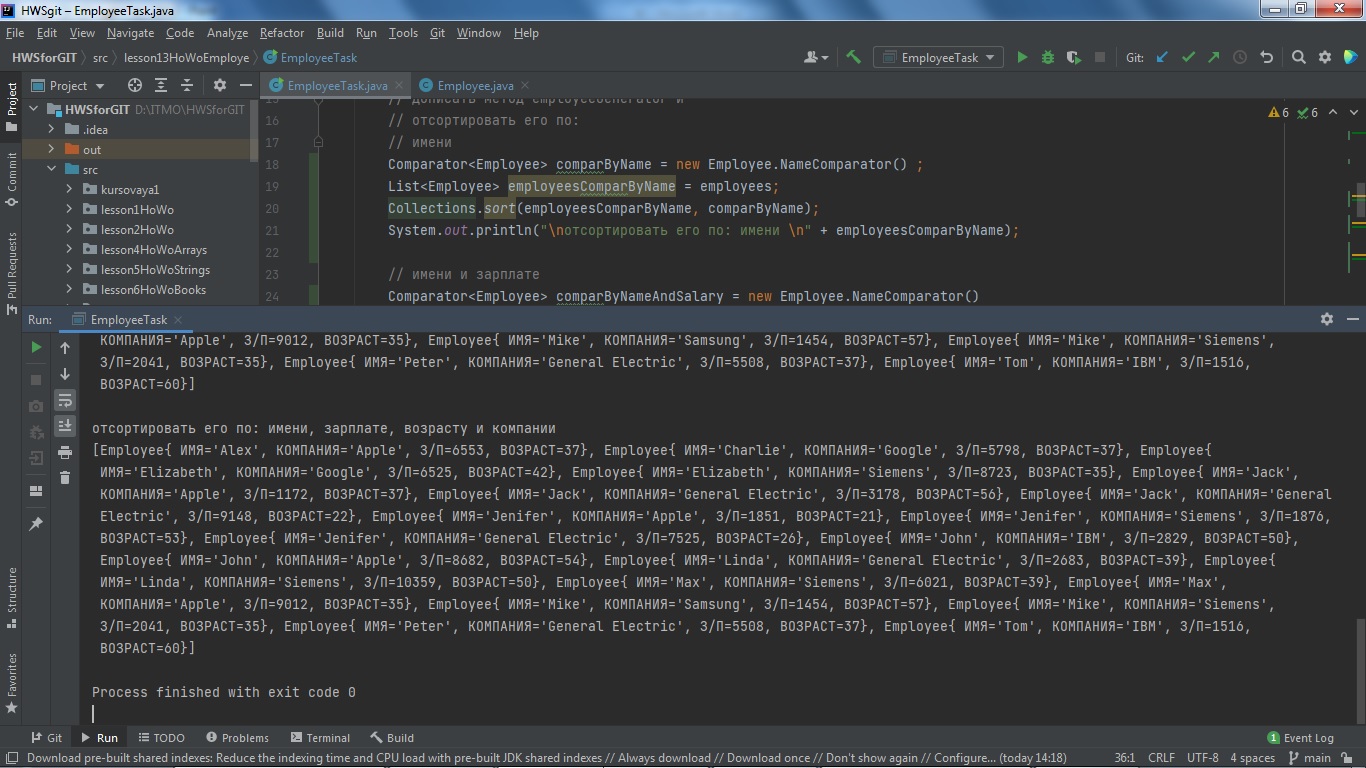 HWSgit – EmployeeTask.java
File Edit View Navigate Code Analyze Refactor Build Run Tools Git Window Help
HWSforGIT src lesson13HoWoEmploye EmployeeTask
EmployeeTask Git:
Project EmployeeTask.java Employee.java
Project
Commit
Pull Requests
Structure
Favorites
HWSforGIT D:\ITMO\HWSforGIT
.idea
out
src
kursovaya1
lesson1HoWo
lesson2HoWo
lesson4HoWoArrays
lesson5HoWoStrings
lesson6HoWoBooks
15 // дописать метод employeeGenerator и
16 // отсортировать его по:
17 // имени
18 Comparator<Employee> comparByName = new Employee.NameComparator() ;
19 List<Employee> employeesComparByName = employees;
20 Collections.sort(employeesComparByName, comparByName);
21 System.out.println("\nотсортировать его по: имени \n" + employeesComparByName);
22
23 // имени и зарплате
24 Comparator<Employee> comparByNameAndSalary = new Employee.NameComparator()
6 6
Run: EmployeeTask
КОМПАНИЯ='Apple', З/П=9012, ВОЗРАСТ=35}, Employee{ ИМЯ='Mike', КОМПАНИЯ='Samsung', З/П=1454, ВОЗРАСТ=57}, Employee{ ИМЯ='Mike', КОМПАНИЯ='Siemens',
З/П=2041, ВОЗРАСТ=35}, Employee{ ИМЯ='Peter', КОМПАНИЯ='General Electric', З/П=5508, ВОЗРАСТ=37}, Employee{ ИМЯ='Tom', КОМПАНИЯ='IBM', З/П=1516,
ВОЗРАСТ=60}]
отсортировать его по: имени, зарплате, возрасту и компании
[Employee{ ИМЯ='Alex', КОМПАНИЯ='Apple', З/П=6553, ВОЗРАСТ=37}, Employee{ ИМЯ='Charlie', КОМПАНИЯ='Google', З/П=5798, ВОЗРАСТ=37}, Employee{
ИМЯ='Elizabeth', КОМПАНИЯ='Google', З/П=6525, ВОЗРАСТ=42}, Employee{ ИМЯ='Elizabeth', КОМПАНИЯ='Siemens', З/П=8723, ВОЗРАСТ=35}, Employee{ ИМЯ='Jack',
КОМПАНИЯ='Apple', З/П=1172, ВОЗРАСТ=37}, Employee{ ИМЯ='Jack', КОМПАНИЯ='General Electric', З/П=3178, ВОЗРАСТ=56}, Employee{ ИМЯ='Jack', КОМПАНИЯ='General
Electric', З/П=9148, ВОЗРАСТ=22}, Employee{ ИМЯ='Jenifer', КОМПАНИЯ='Apple', З/П=1851, ВОЗРАСТ=21}, Employee{ ИМЯ='Jenifer', КОМПАНИЯ='Siemens', З/П=1876,
ВОЗРАСТ=53}, Employee{ ИМЯ='Jenifer', КОМПАНИЯ='General Electric', З/П=7525, ВОЗРАСТ=26}, Employee{ ИМЯ='John', КОМПАНИЯ='IBM', З/П=2829, ВОЗРАСТ=50},
Employee{ ИМЯ='John', КОМПАНИЯ='Apple', З/П=8682, ВОЗРАСТ=54}, Employee{ ИМЯ='Linda', КОМПАНИЯ='General Electric', З/П=2683, ВОЗРАСТ=39}, Employee{
ИМЯ='Linda', КОМПАНИЯ='Siemens', З/П=10359, ВОЗРАСТ=50}, Employee{ ИМЯ='Max', КОМПАНИЯ='Siemens', З/П=6021, ВОЗРАСТ=39}, Employee{ ИМЯ='Max',
КОМПАНИЯ='Apple', З/П=9012, ВОЗРАСТ=35}, Employee{ ИМЯ='Mike', КОМПАНИЯ='Samsung', З/П=1454, ВОЗРАСТ=57}, Employee{ ИМЯ='Mike', КОМПАНИЯ='Siemens',
З/П=2041, ВОЗРАСТ=35}, Employee{ ИМЯ='Peter', КОМПАНИЯ='General Electric', З/П=5508, ВОЗРАСТ=37}, Employee{ ИМЯ='Tom', КОМПАНИЯ='IBM', З/П=1516,
ВОЗРАСТ=60}]
Process finished with exit code 0
Git Run TODO Problems Terminal Build 1 Event Log
Download pre-built shared indexes: Reduce the indexing time and CPU load with pre-built JDK shared indexes // Always download // Download once // Don't show again // Configure... (today 14:18) 36:1 CRLF UTF-8 4 spaces main